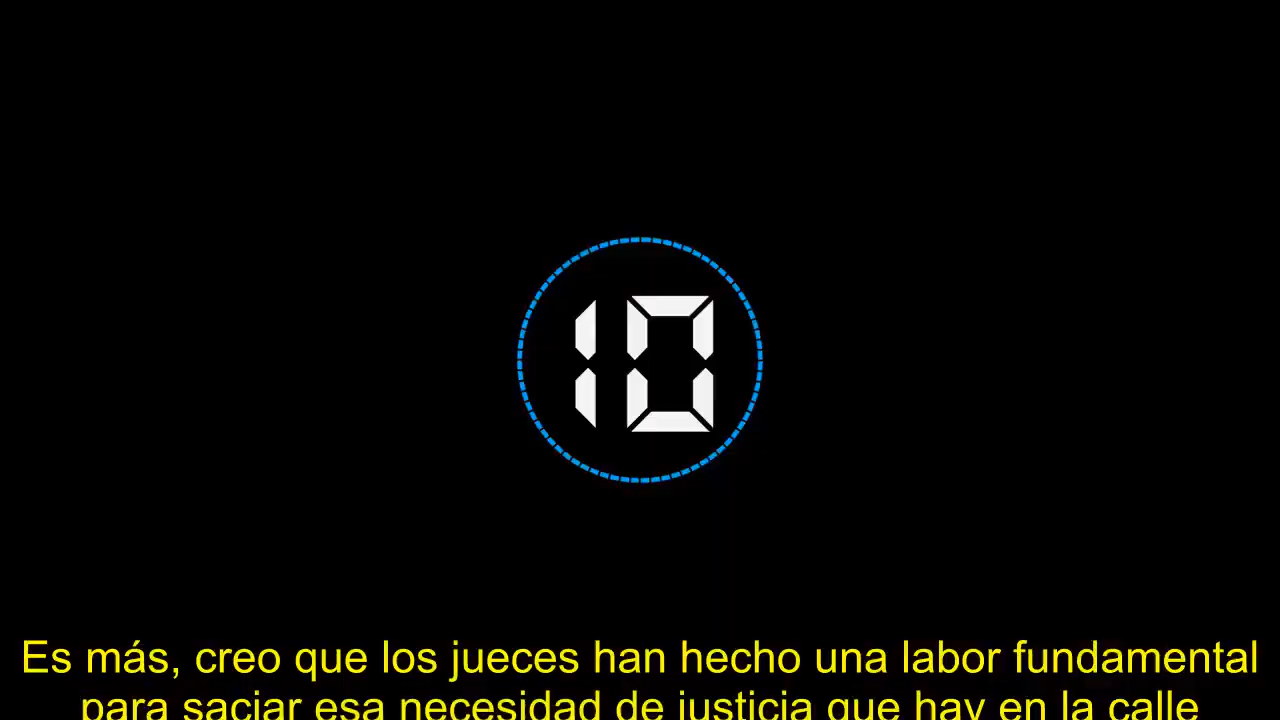 10
Es más, creo que los jueces han hecho una labor fundamental
para saciar esa necesidad de justicia que hay en la calle